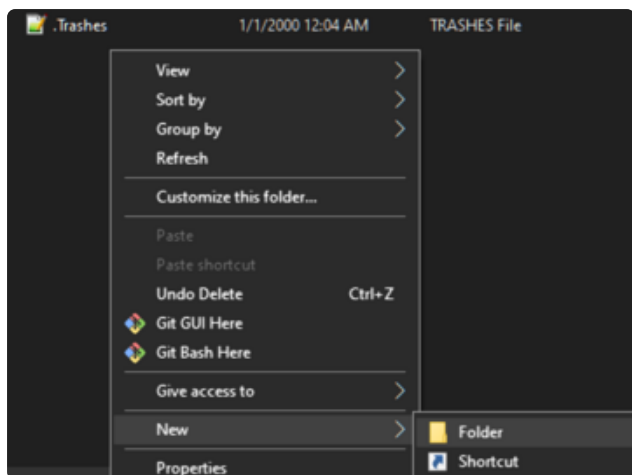 .Trashes 1/1/2000 12:04 AM TRASHES File
View
Sort by
Group by
Refresh
Customize this folder...
Paste
Paste shortcut
Undo Delete Ctrl+Z
Git GUI Here
Git Bash Here
Give access to
New
Folder
Shortcut
Properties